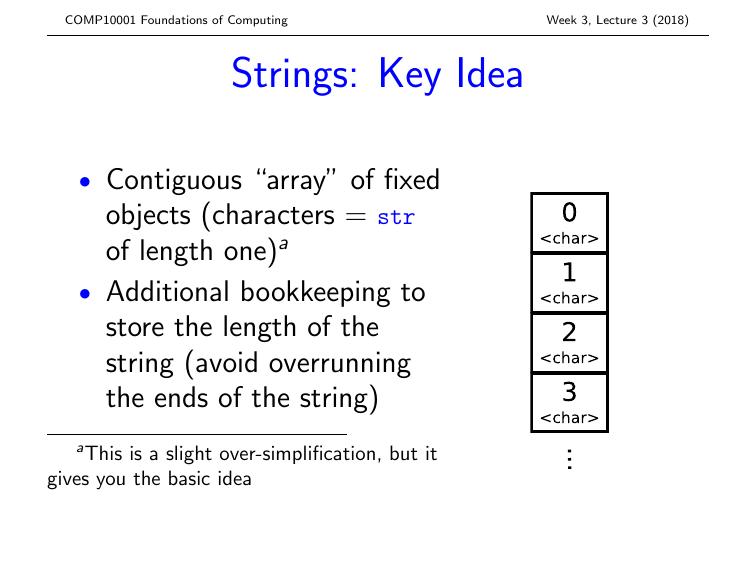 COMP10001 Foundations of Computing Week 3, Lecture 3 (2018)
Strings: Key Idea
• Contiguous “array” of fixed
objects (characters = str
of length one)a
• Additional bookkeeping to
store the length of the
string (avoid overrunning
the ends of the string)
aThis is a slight over-simplification, but it
gives you the basic idea
0
<char>
1
<char>
2
<char>
3
<char>
⋮